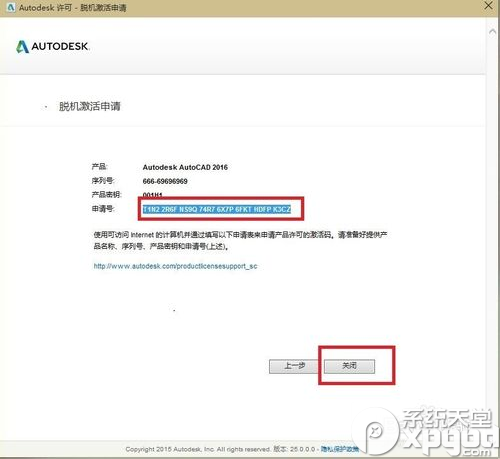 Autodesk 许可 - 脱机激活申请
AUTODESK.
脱机激活申请
产品: Autodesk AutoCAD 2016
序列号: 666-69696969
产品密钥: 001H1
申请号: T1N2 2R6F NS9Q 74R7 6X7P 6FKT HDFP K3CZ
使用可访问 Internet 的计算机并通过填写以下申请表来申请产品许可的激活码。请准备好提供产
品名称、序列号、产品密钥和申请号(上述)。
http://www.autodesk.com/productlicensesupport_sc
上一步 关闭
系统天堂
Copyright 2015 Autodesk, Inc. All rights reserved. 版本: 25.0.0.0 - 隐私保护政策